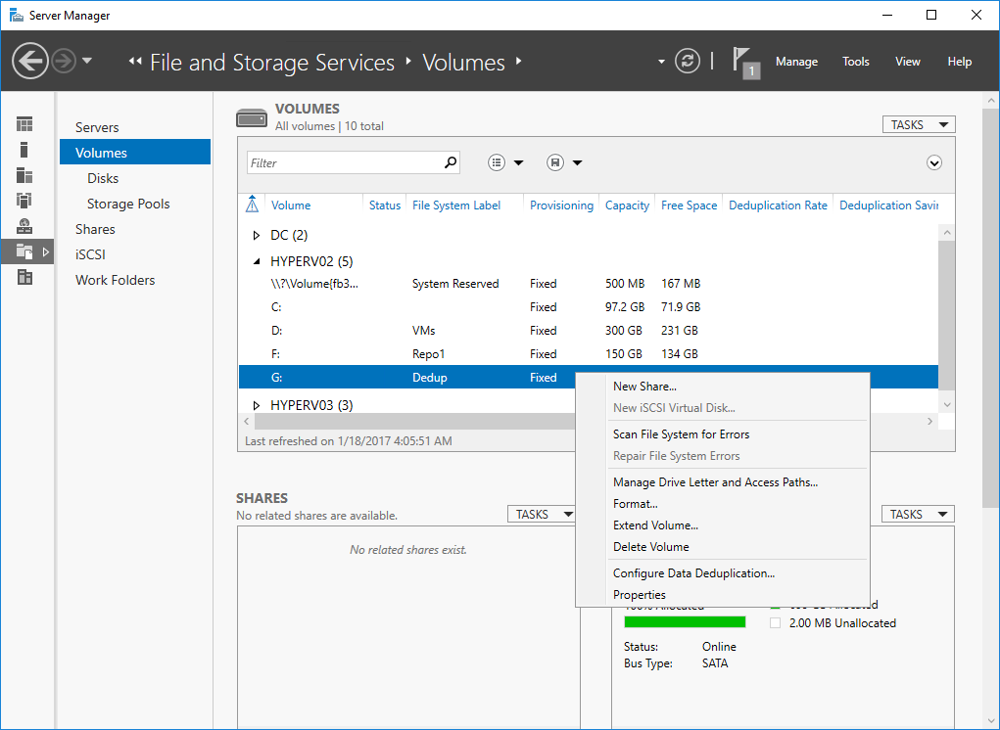 Server Manager
File and Storage Services
Volumes
1
Manage
Tools
View
Help
Servers
Volumes
Disks
Storage Pools
Shares
iSCSI
Work Folders
VOLUMES
All volumes | 10 total
TASKS
Filter
Volume Status File System Label Provisioning Capacity Free Space Deduplication Rate Deduplication Savin
DC (2)
HYPERV02 (5)
\\?\Volume{fb3... System Reserved Fixed 500 MB 167 MB
C: Fixed 97.2 GB 71.9 GB
D: VMs Fixed 300 GB 231 GB
F: Repo1 Fixed 150 GB 134 GB
G: Dedup Fixed
HYPERV03 (3)
Last refreshed on 1/18/2017 4:05:51 AM
New Share...
New iSCSI Virtual Disk...
Scan File System for Errors
Repair File System Errors
Manage Drive Letter and Access Paths...
Format...
Extend Volume...
Delete Volume
Configure Data Deduplication...
Properties
SHARES
No related shares are available.
TASKS
No related shares exist.
TASKS
100% Allocated
Allocated
2.00 MB Unallocated
Status: Online
Bus Type: SATA